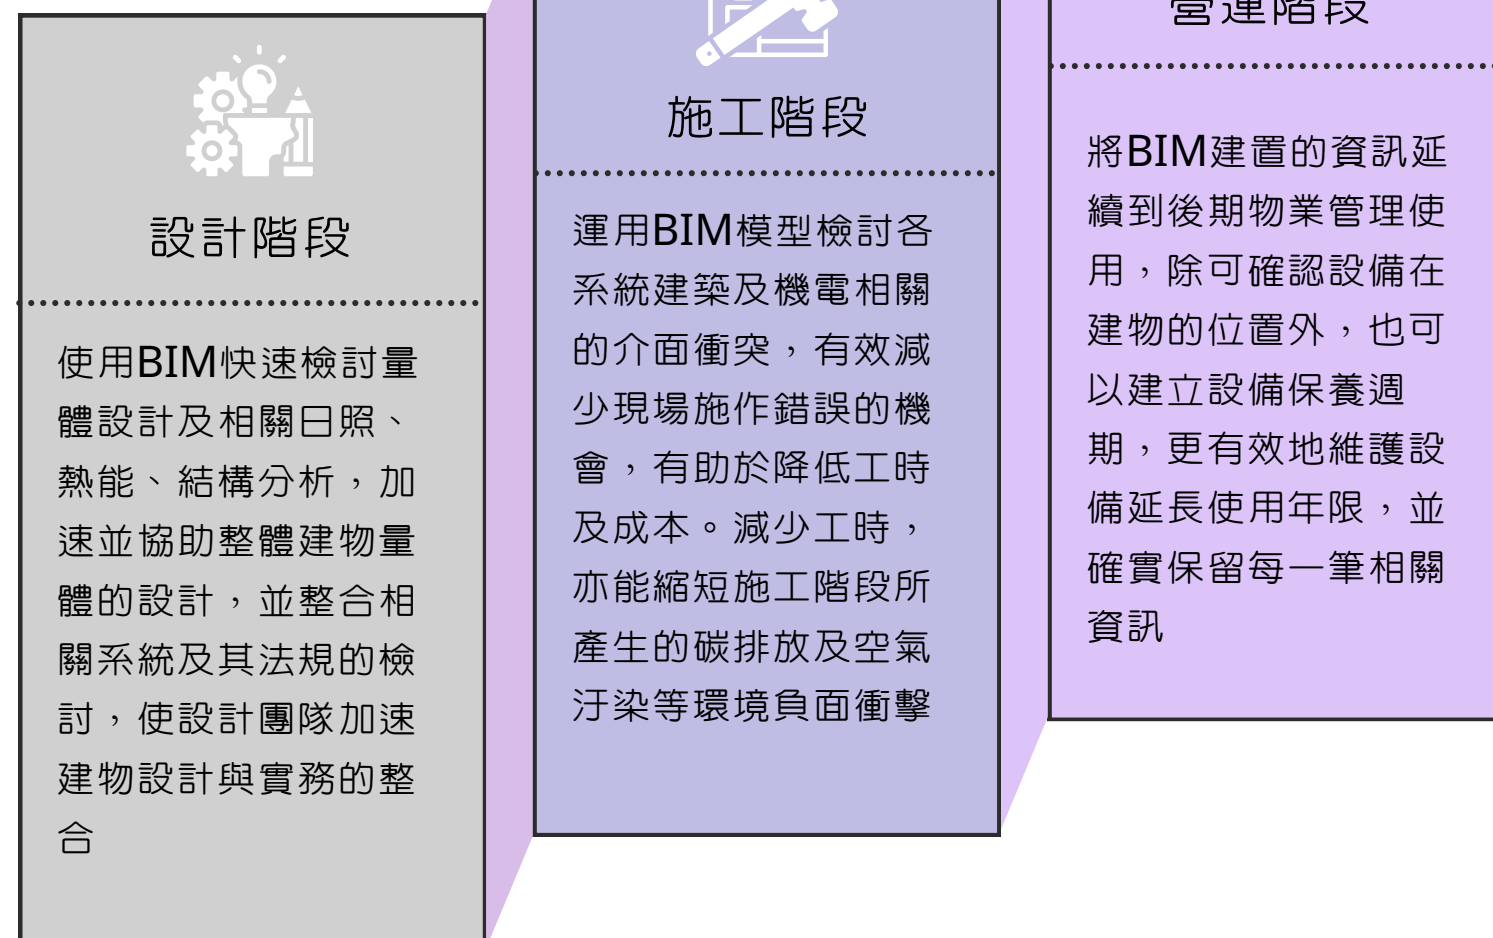 設計階段
使用BIM快速檢討量
體設計及相關日照、
熱能、結構分析，加
速並協助整體建物量
體的設計，並整合相
關系統及其法規的檢
討，使設計團隊加速
建物設計與實務的整
合
施工階段
運用BIM模型檢討各
系統建築及機電相關
的介面衝突，有效減
少現場施作錯誤的機
會，有助於降低工時
及成本。減少工時，
亦能縮短施工階段所
產生的碳排放及空氣
汙染等環境負面衝擊
營運階段
將BIM建置的資訊延
續到後期物業管理使
用，除可確認設備在
建物的位置外，也可
以建立設備保養週
期，更有效地維護設
備延長使用年限，並
確實保留每一筆相關
資訊